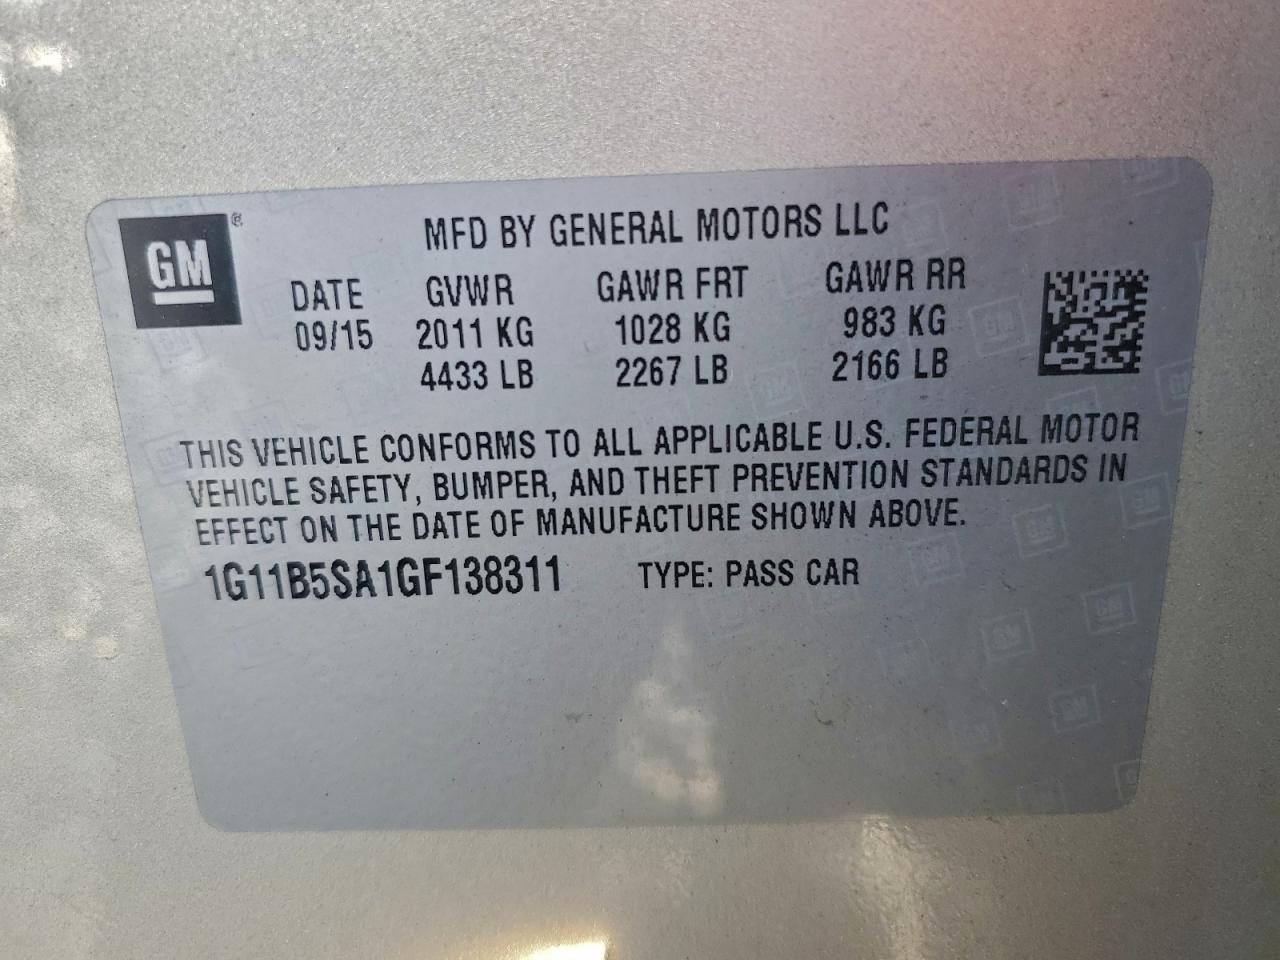 GM ®
MFD BY GENERAL MOTORS LLC
DATE GVWR GAWR FRT GAWR RR
09/15 2011 KG 1028 KG 983 KG
4433 LB 2267 LB 2166 LB
THIS VEHICLE CONFORMS TO ALL APPLICABLE U.S. FEDERAL MOTOR
VEHICLE SAFETY, BUMPER, AND THEFT PREVENTION STANDARDS IN
EFFECT ON THE DATE OF MANUFACTURE SHOWN ABOVE.
1G11B5SA1GF138311 TYPE: PASS CAR